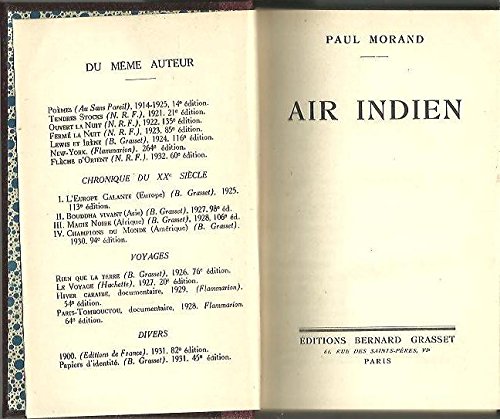 DU MÊME AUTEUR
POÈMES (Au Sans Pareil), 1914-1925, 14e édition.
TENDRES STOCKS (N. R. F.), 1921. 21e édition.
OUVERT LA NUIT (N. R. F.), 1922. 135e édition.
FERMÉ LA NUIT (N. R. F.), 1923. 85e édition.
LEWIS ET IRÈNE (B. Grasset), 1924. 116e édition.
NEW-YORK. (Flammarion). 264e édition.
FLÈCHE D'ORIENT (N. R. F.), 1932. 60e édition.
CHRONIQUE DU XXe SIÈCLE
I. L'EUROPE GALANTE (Europe) (B. Grasset), 1925.
113e édition.
II. BOUDDHA VIVANT (Asie) (B. Grasset), 1927. 98e éd.
III. MAGIE NOIRE (Afrique) (B. Grasset), 1928, 106e éd.
IV. CHAMPIONS DU MONDE (Amérique) (B. Grasset).
1930. 94e édition.
VOYAGES
RIEN QUE LA TERRE (B. Grasset), 1926. 76e édition.
LE VOYAGE (Hachette), 1927. 20e édition.
HIVER CARAÏBE, documentaire, 1929. (Flammarion).
54e édition.
PARIS-TOMBOUCTOU, documentaire, 1928. Flammarion.
64e édition.
DIVERS
1900. (Editions de France). 1931. 82e édition.
Papiers d'identité. (B. Grasset). 1931. 45e édition.
PAUL MORAND
AIR INDIEN
ÉDITIONS BERNARD GRASSET
61, RUE DES SAINTS-PÈRES, VIe
PARIS